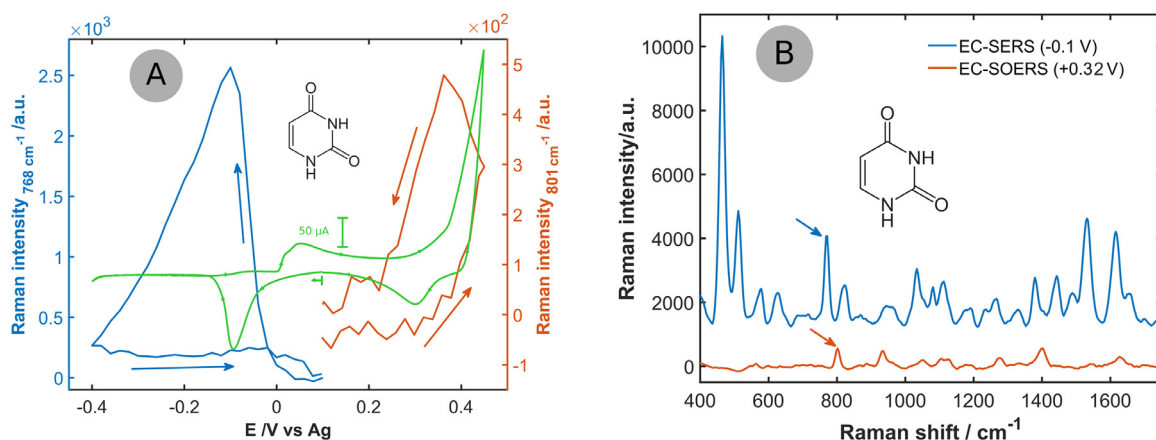 ×10³
×10²
A
2.5
2
1.5
1
0.5
0
Raman intensity 768 cm⁻¹ /a.u.
O
NH
N
H
O
50 µA
5
4
3
2
1
0
-1
Raman intensity 801 cm⁻¹ /a.u.
-0.4
-0.2
0
0.2
0.4
E /V vs Ag
B
EC-SERS (-0.1 V)
EC-SOERS (+0.32 V)
10000
8000
6000
4000
2000
0
Raman intensity/a.u.
O
NH
N
H
O
400
600
800
1000
1200
1400
1600
Raman shift / cm⁻¹